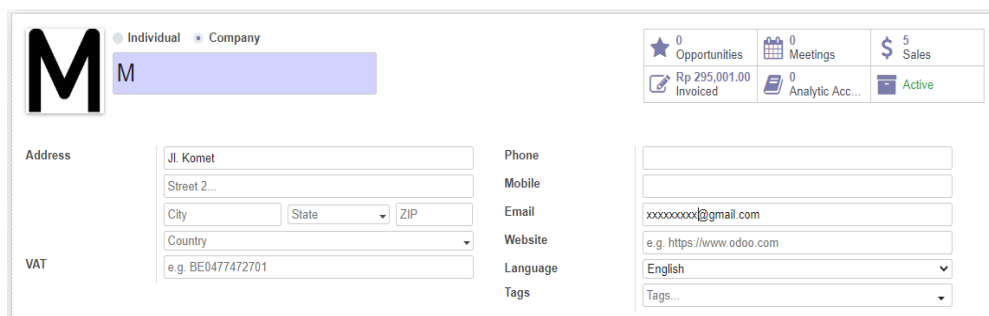 M
Individual Company
M
0
Opportunities
0
Meetings
$ 5
Sales
Rp 295,001.00
Invoiced
0
Analytic Acc...
Active
Address
Jl. Komet
Street 2...
City State ZIP
Country
VAT e.g. BE0477472701
Phone
Mobile
Email xxxxxxxxx@gmail.com
Website e.g. https://www.odoo.com
Language English
Tags Tags...